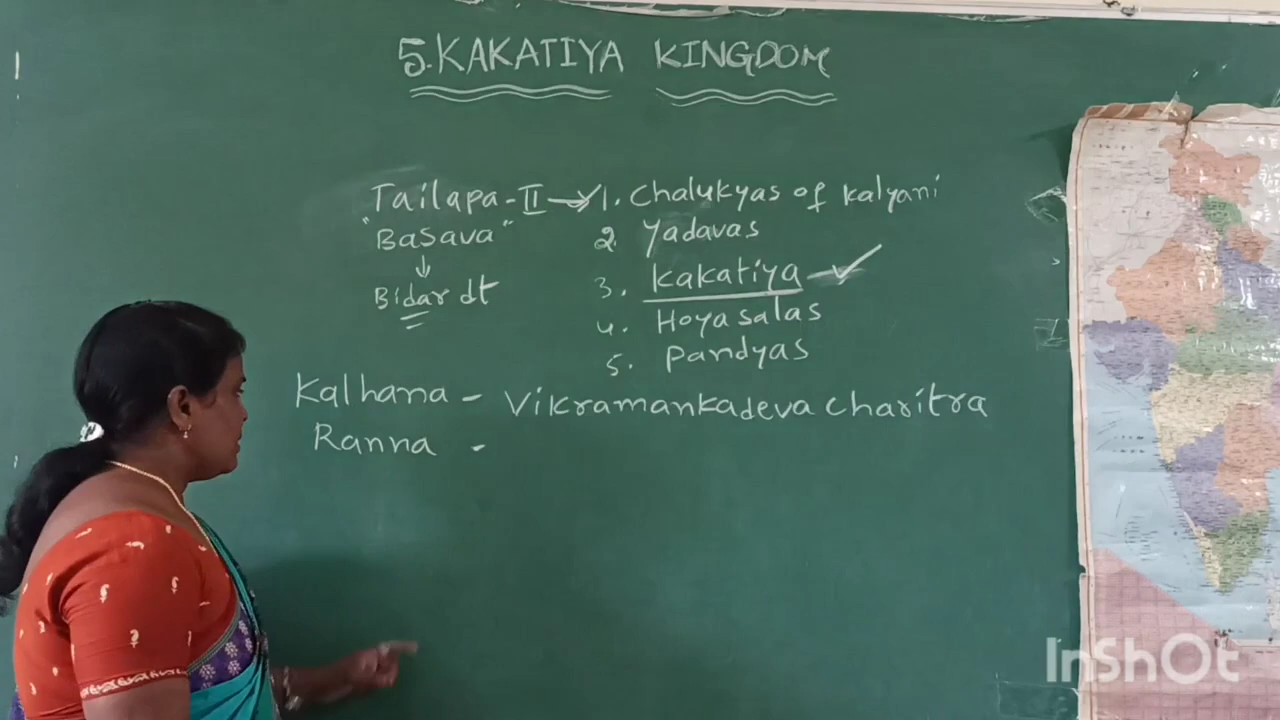 5.KAKATIYA KINGDOM
Tailapa-II → 1. Chalukyas of Kalyani
"Basava" 2. Yadavas
↓
Bidar dt 3. Kakatiya ✓
4. Hoyasalas
5. Pandyas
Kalhana - Vikramankadeva charitra
Ranna -
InShOt